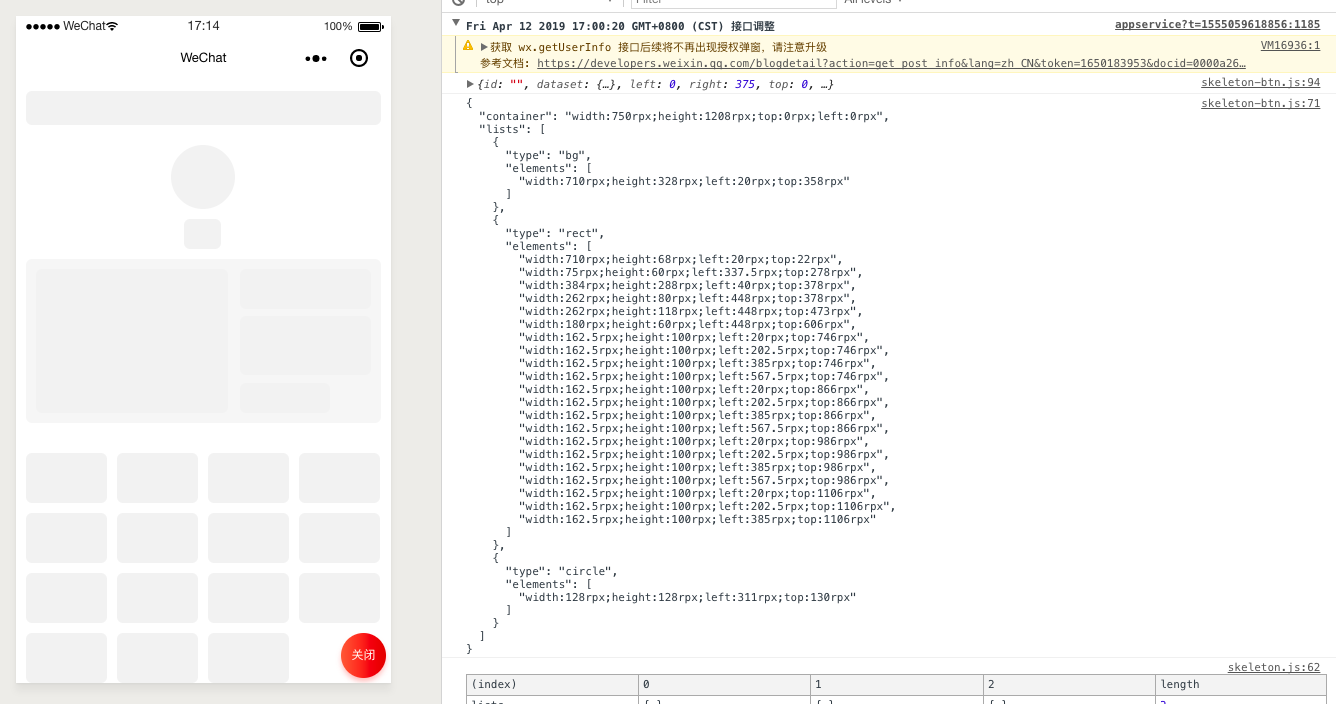 ●●●●● WeChat 17:14 100%
WeChat
关闭
top
Filter
All levels
Fri Apr 12 2019 17:00:20 GMT+0800 (CST) 接口调整 appservice?t=1555059618856:1185
获取 wx.getUserInfo 接口后续将不再出现授权弹窗，请注意升级 VM16936:1
参考文档: https://developers.weixin.qq.com/blogdetail?action=get_post_info&lang=zh_CN&token=1650183953&docid=0000a26…
{id: "", dataset: {…}, left: 0, right: 375, top: 0, …} skeleton-btn.js:94
{ skeleton-btn.js:71
"container": "width:750rpx;height:1208rpx;top:0rpx;left:0rpx",
"lists": [
{
"type": "bg",
"elements": [
"width:710rpx;height:328rpx;left:20rpx;top:358rpx"
]
},
{
"type": "rect",
"elements": [
"width:710rpx;height:68rpx;left:20rpx;top:22rpx",
"width:75rpx;height:60rpx;left:337.5rpx;top:278rpx",
"width:384rpx;height:288rpx;left:40rpx;top:378rpx",
"width:262rpx;height:80rpx;left:448rpx;top:378rpx",
"width:262rpx;height:118rpx;left:448rpx;top:473rpx",
"width:180rpx;height:60rpx;left:448rpx;top:606rpx",
"width:162.5rpx;height:100rpx;left:20rpx;top:746rpx",
"width:162.5rpx;height:100rpx;left:202.5rpx;top:746rpx",
"width:162.5rpx;height:100rpx;left:385rpx;top:746rpx",
"width:162.5rpx;height:100rpx;left:567.5rpx;top:746rpx",
"width:162.5rpx;height:100rpx;left:20rpx;top:866rpx",
"width:162.5rpx;height:100rpx;left:202.5rpx;top:866rpx",
"width:162.5rpx;height:100rpx;left:385rpx;top:866rpx",
"width:162.5rpx;height:100rpx;left:567.5rpx;top:866rpx",
"width:162.5rpx;height:100rpx;left:20rpx;top:986rpx",
"width:162.5rpx;height:100rpx;left:202.5rpx;top:986rpx",
"width:162.5rpx;height:100rpx;left:385rpx;top:986rpx",
"width:162.5rpx;height:100rpx;left:567.5rpx;top:986rpx",
"width:162.5rpx;height:100rpx;left:20rpx;top:1106rpx",
"width:162.5rpx;height:100rpx;left:202.5rpx;top:1106rpx",
"width:162.5rpx;height:100rpx;left:385rpx;top:1106rpx"
]
},
{
"type": "circle",
"elements": [
"width:128rpx;height:128rpx;left:311rpx;top:130rpx"
]
}
]
}
skeleton.js:62
(index) 0 1 2 length